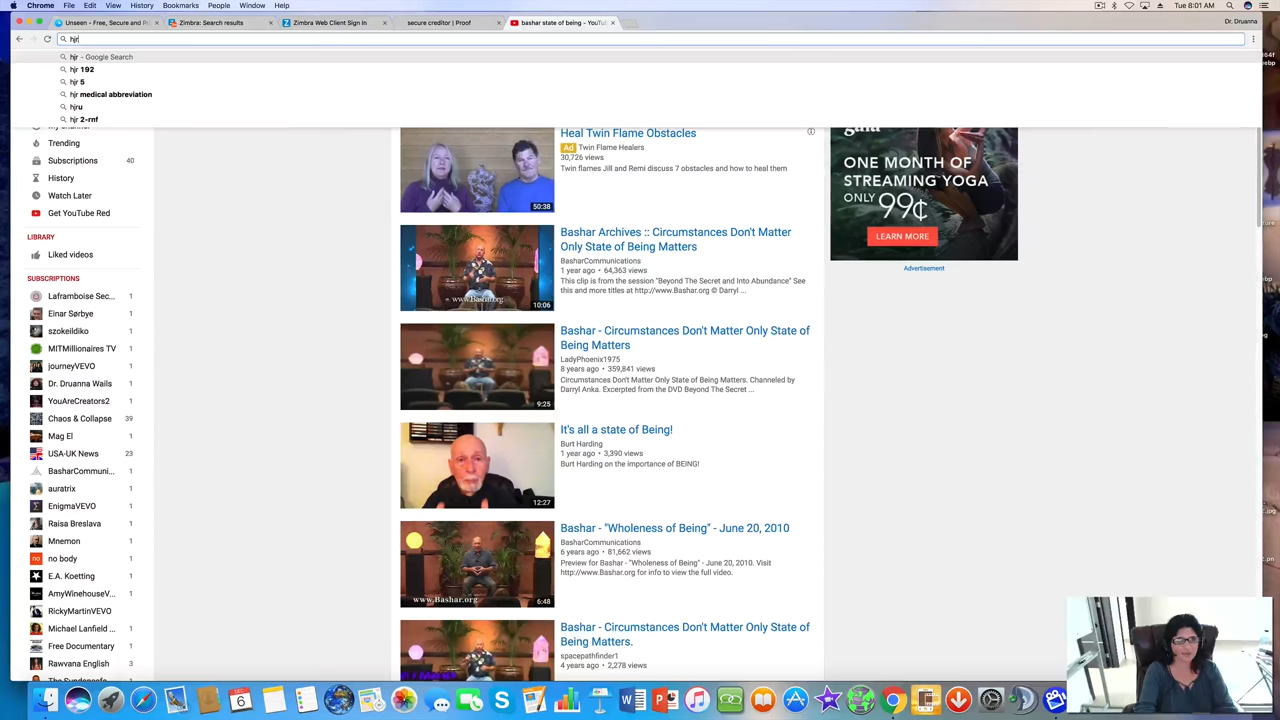 Chrome File Edit View History Bookmarks People Window Help
Tue 8:01 AM
Unseen - Free, Secure and Pri
Zimbra: Search results
Zimbra Web Client Sign In
secure creditor | Proof
bashar state of being - YouTu
Dr. Druanna
hjr
hjr - Google Search
hjr 192
hjr 5
hjr medical abbreviation
hjru
hjr 2-rnf
Trending
Subscriptions 40
History
Watch Later
Get YouTube Red
LIBRARY
Liked videos
SUBSCRIPTIONS
Laframboise Sec... 1
Einar Sørbye 1
szokeildiko 1
MITMillionaires TV 1
journeyVEVO 1
Dr. Druanna Wails 1
YouAreCreators2 1
Chaos & Collapse 39
Mag El 1
USA-UK News 23
BasharCommuni... 1
auratrix 1
EnigmaVEVO 1
Raisa Breslava 1
Mnemon 1
no no body 1
E.A. Koetting 1
AmyWinehouseV... 1
RickyMartinVEVO 1
Michael Lanfield ... 1
Free Documentary 1
Rawvana English 3
Heal Twin Flame Obstacles
Ad Twin Flame Healers
30,726 views
Twin flames Jill and Remi discuss 7 obstacles and how to heal them
50:38
Bashar Archives :: Circumstances Don't Matter
Only State of Being Matters
BasharCommunications
1 year ago • 64,363 views
This clip is from the session "Beyond The Secret and Into Abundance" See
this and more titles at http://www.Bashar.org © Darryl ...
www.Bashar.org
10:06
Bashar - Circumstances Don't Matter Only State of
Being Matters
LadyPhoenix1975
8 years ago • 359,841 views
Circumstances Don't Matter Only State of Being Matters. Channeled by
Darryl Anka. Excerpted from the DVD Beyond The Secret ...
9:25
It's all a state of Being!
Burt Harding
1 year ago • 3,390 views
Burt Harding on the importance of BEING!
12:27
Bashar - "Wholeness of Being" - June 20, 2010
BasharCommunications
6 years ago • 81,662 views
Preview for Bashar - "Wholeness of Being" - June 20, 2010. Visit
http://www.Bashar.org for info to view the full video.
www.Bashar.org
6:48
Bashar - Circumstances Don't Matter Only State of
Being Matters.
spacepathfinder1
4 years ago • 2,278 views
gaia
ONE MONTH OF
STREAMING YOGA
ONLY 99¢
LEARN MORE
Advertisement
DEC
6